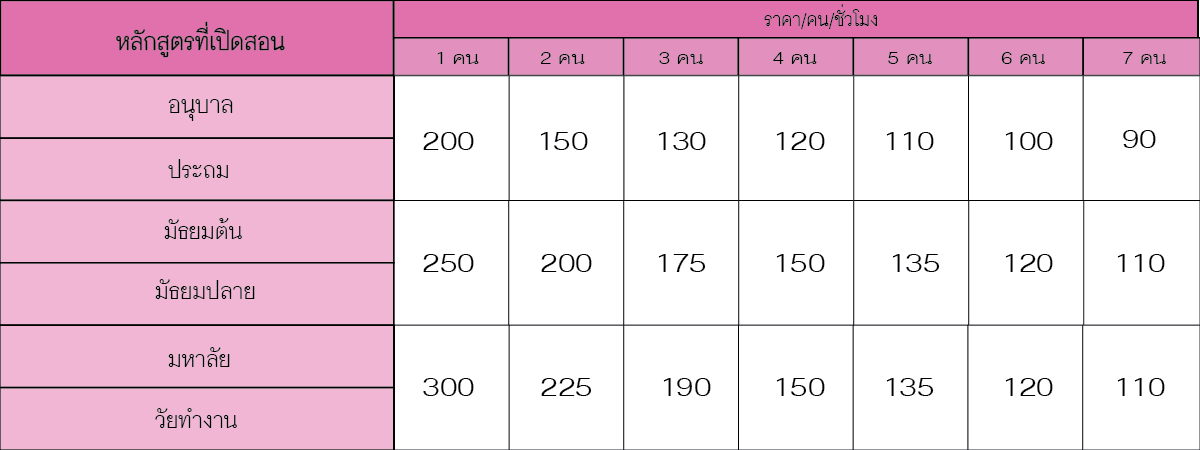 หลักสูตรที่เปิดสอน
ราคา/คน/ชั่วโมง
1 คน 2 คน 3 คน 4 คน 5 คน 6 คน 7 คน
อนุบาล
200 150 130 120 110 100 90
ประถม
มัธยมต้น
250 200 175 150 135 120 110
มัธยมปลาย
มหาลัย
300 225 190 150 135 120 110
วัยทำงาน